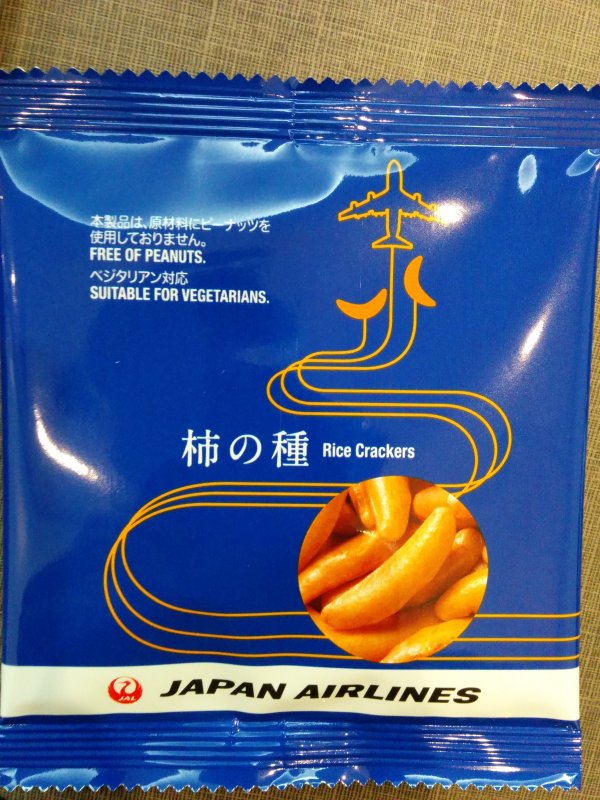 本製品は、原材料にピーナッツを
使用しておりません。
FREE OF PEANUTS.
ベジタリアン対応
SUITABLE FOR VEGETARIANS.
柿の種 Rice Crackers
JAL JAPAN AIRLINES